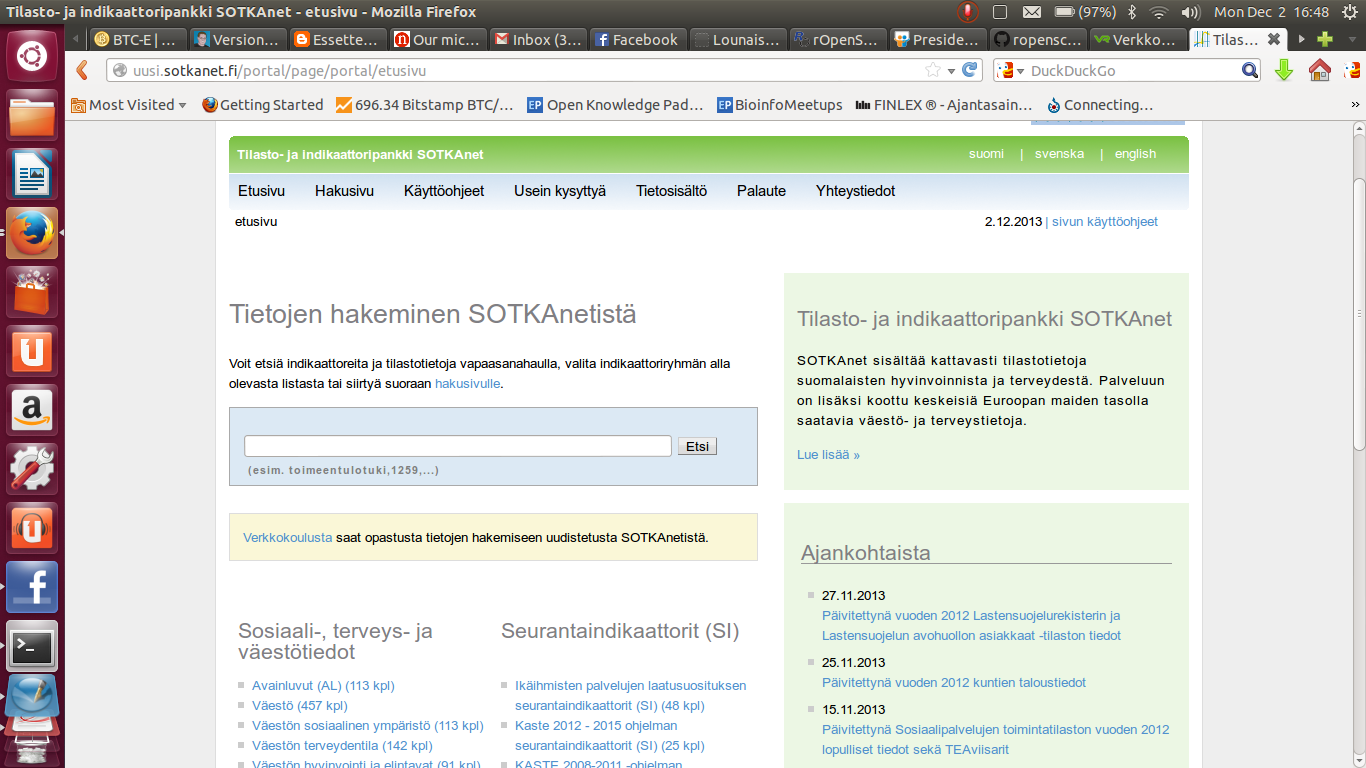 Tilasto- ja indikaattoripankki SOTKAnet - etusivu - Mozilla Firefox
(97%) Mon Dec 2 16:48
BTC-E | ... Version... Essette... Our mic... Inbox (3... Facebook Lounais... rOpenS... Preside... ropensc... Verkko... Tilas...
uusi.sotkanet.fi/portal/page/portal/etusivu
DuckDuckGo
Most Visited Getting Started 696.34 Bitstamp BTC/... Open Knowledge Pad... BioinfoMeetups FINLEX ® - Ajantasain... Connecting... »
Tilasto- ja indikaattoripankki SOTKAnet
suomi | svenska | english
Etusivu Hakusivu Käyttöohjeet Usein kysyttyä Tietosisältö Palaute Yhteystiedot
etusivu
2.12.2013 | sivun käyttöohjeet
Tietojen hakeminen SOTKAnetistä
Voit etsiä indikaattoreita ja tilastotietoja vapaasanahaulla, valita indikaattoriryhmän alla
olevasta listasta tai siirtyä suoraan hakusivulle.
Etsi
(esim. toimeentulotuki,1259,...)
Verkkokoulusta saat opastusta tietojen hakemiseen uudistetusta SOTKAnetistä.
Sosiaali-, terveys- ja
väestötiedot
Avainluvut (AL) (113 kpl)
Väestö (457 kpl)
Väestön sosiaalinen ympäristö (113 kpl)
Väestön terveydentila (142 kpl)
Väestön hyvinvointi ja elintavat (91 kpl)
Seurantaindikaattorit (SI)
Ikäihmisten palvelujen laatusuosituksen
seurantaindikaattorit (SI) (48 kpl)
Kaste 2012 - 2015 ohjelman
seurantaindikaattorit (SI) (25 kpl)
KASTE 2008-2011 -ohjelman
Tilasto- ja indikaattoripankki SOTKAnet
SOTKAnet sisältää kattavasti tilastotietoja
suomalaisten hyvinvoinnista ja terveydestä. Palveluun
on lisäksi koottu keskeisiä Euroopan maiden tasolla
saatavia väestö- ja terveystietoja.
Lue lisää »
Ajankohtaista
27.11.2013
Päivitettynä vuoden 2012 Lastensuojelurekisterin ja
Lastensuojelun avohuollon asiakkaat -tilaston tiedot
25.11.2013
Päivitettynä vuoden 2012 kuntien taloustiedot
15.11.2013
Päivitettynä Sosiaalipalvelujen toimintatilaston vuoden 2012
lopulliset tiedot sekä TEAviisarit